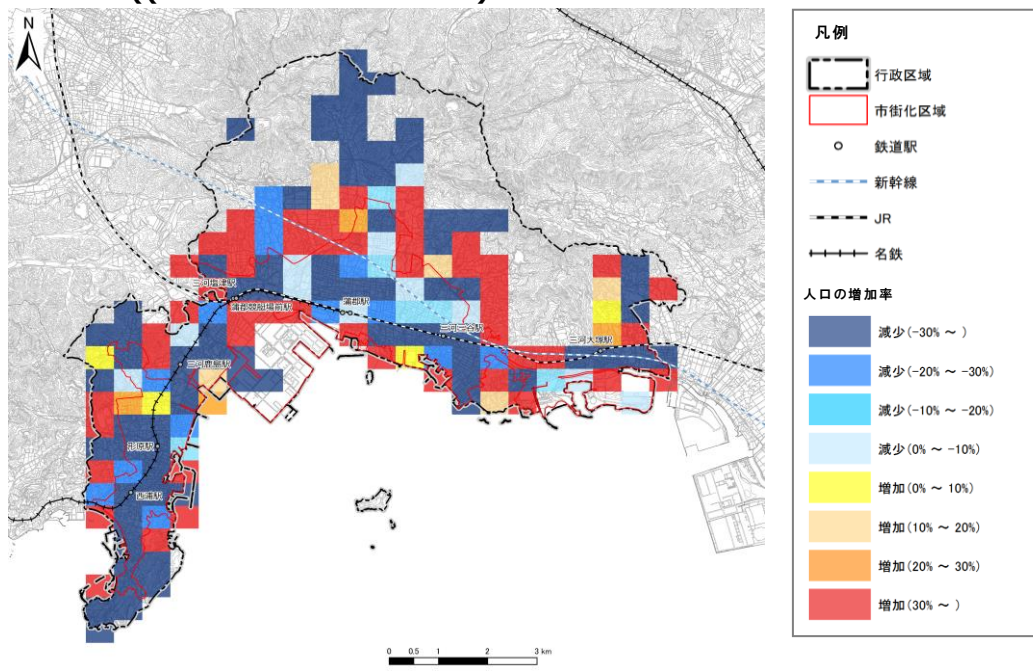 N
三河塩津駅
蒲郡競艇場前駅
蒲郡駅
三河三谷駅
三河大塚駅
三河鹿島駅
形原駅
西浦駅
0 0.5 1 2 3 km
凡例
行政区域
市街化区域
鉄道駅
新幹線
JR
名鉄
人口の増加率
減少(-30% ~ )
減少(-20% ~ -30%)
減少(-10% ~ -20%)
減少(0% ~ -10%)
増加(0% ~ 10%)
増加(10% ~ 20%)
増加(20% ~ 30%)
増加(30% ~ )